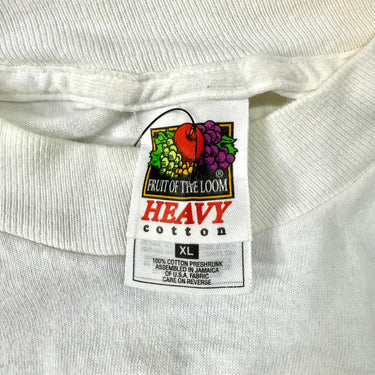 FRUIT OF THE LOOM ®
HEAVY
cotton
XL
100% COTTON PRESHRUNK
ASSEMBLED IN JAMAICA
OF U.S.A. FABRIC
CARE ON REVERSE